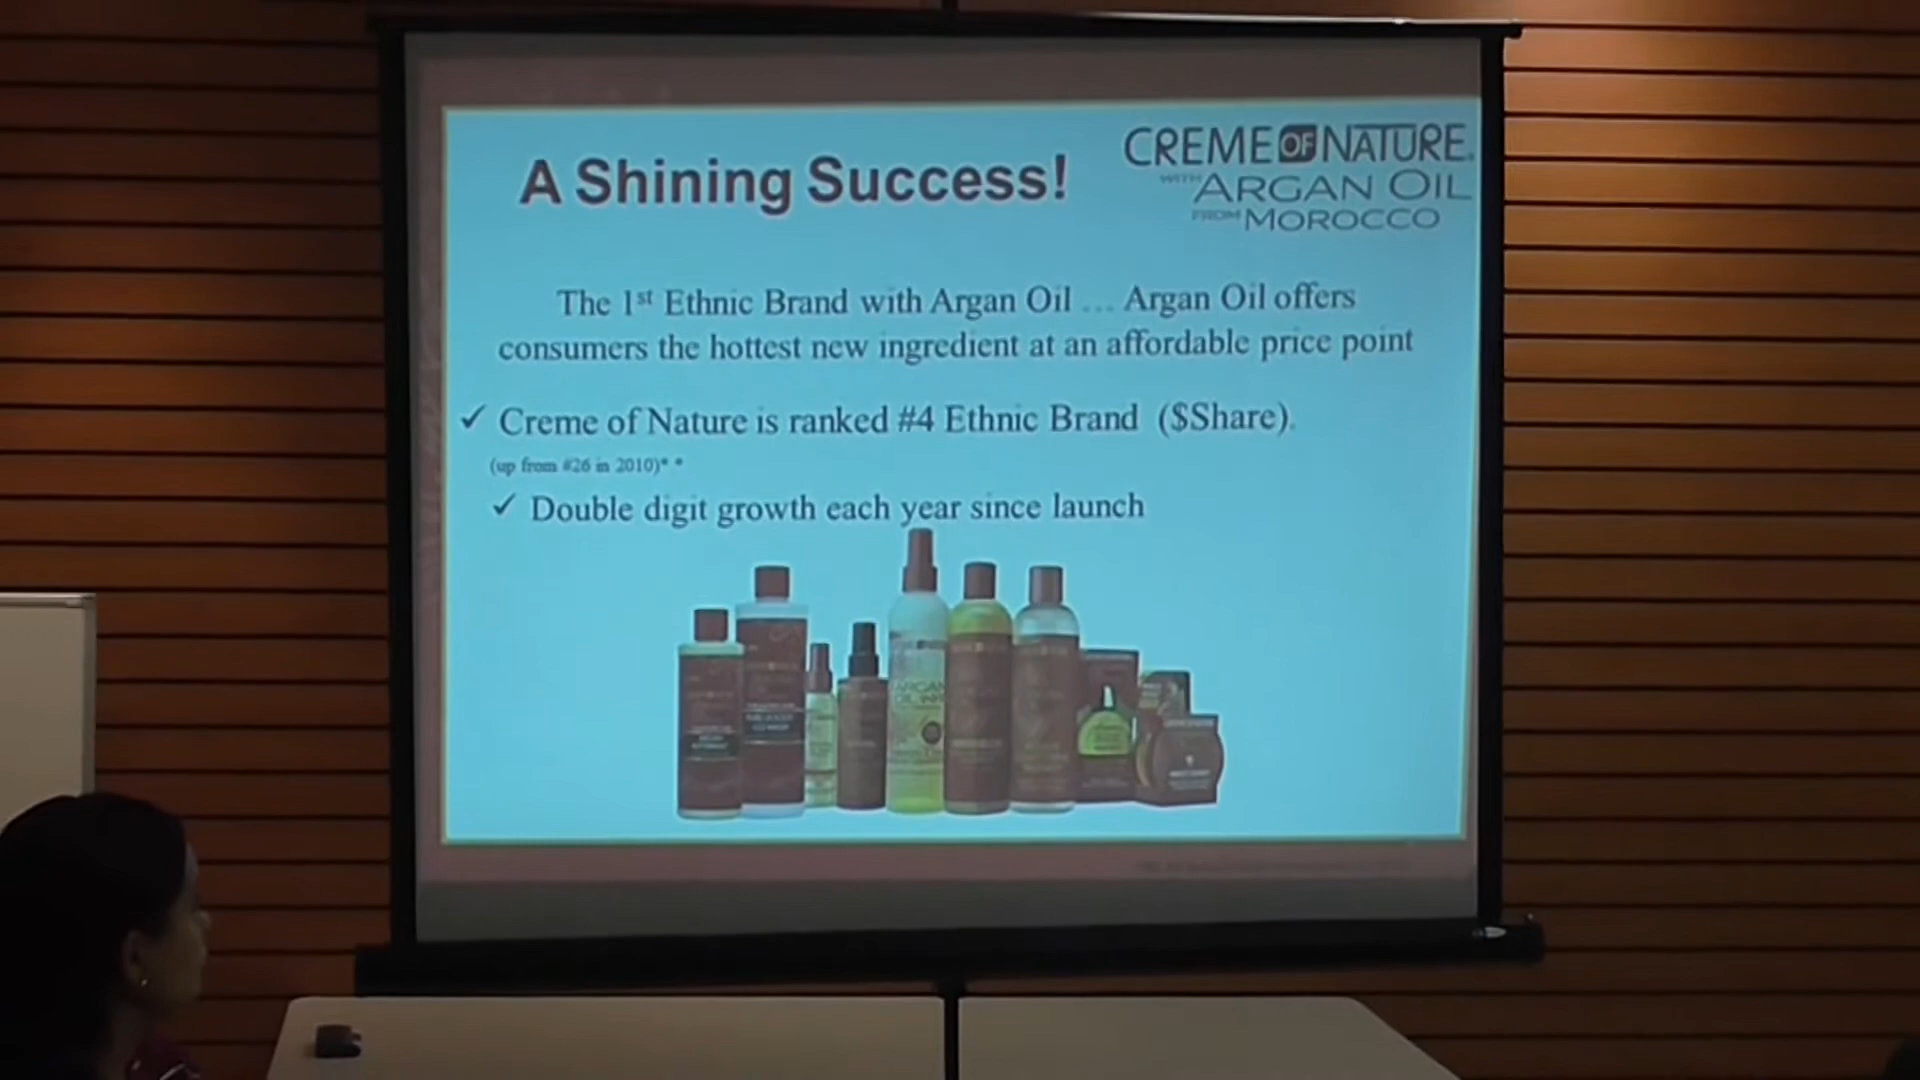 A Shining Success!
CREME OF NATURE
WITH ARGAN OIL
FROM MOROCCO
The 1st Ethnic Brand with Argan Oil ... Argan Oil offers
consumers the hottest new ingredient at an affordable price point
✓ Creme of Nature is ranked #4 Ethnic Brand ($Share).
(up from #26 in 2010)* *
✓ Double digit growth each year since launch
ARGAN